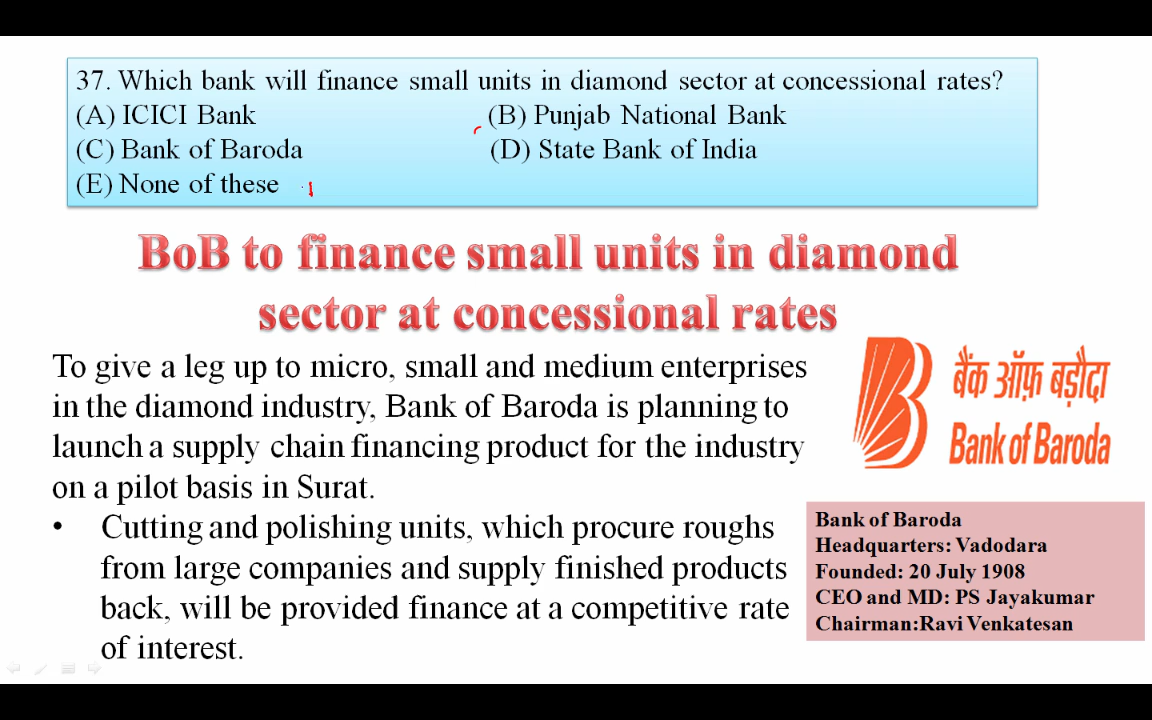 37. Which bank will finance small units in diamond sector at concessional rates?
(A) ICICI Bank (B) Punjab National Bank
(C) Bank of Baroda (D) State Bank of India
(E) None of these
BoB to finance small units in diamond
sector at concessional rates
To give a leg up to micro, small and medium enterprises
in the diamond industry, Bank of Baroda is planning to
launch a supply chain financing product for the industry
on a pilot basis in Surat.
• Cutting and polishing units, which procure roughs
from large companies and supply finished products
back, will be provided finance at a competitive rate
of interest.
बैंक ऑफ़ बड़ौदा
Bank of Baroda
Bank of Baroda
Headquarters: Vadodara
Founded: 20 July 1908
CEO and MD: PS Jayakumar
Chairman:Ravi Venkatesan